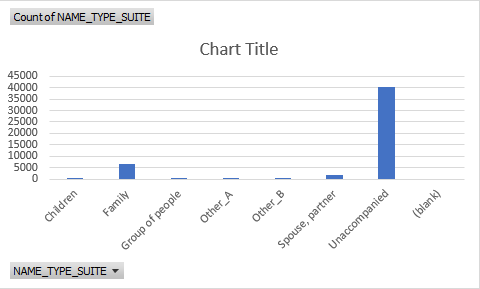 Count of NAME_TYPE_SUITE
Chart Title
45000
40000
35000
30000
25000
20000
15000
10000
5000
0
Children
Family
Group of people
Other_A
Other_B
Spouse, partner
Unaccompanied
(blank)
NAME_TYPE_SUITE